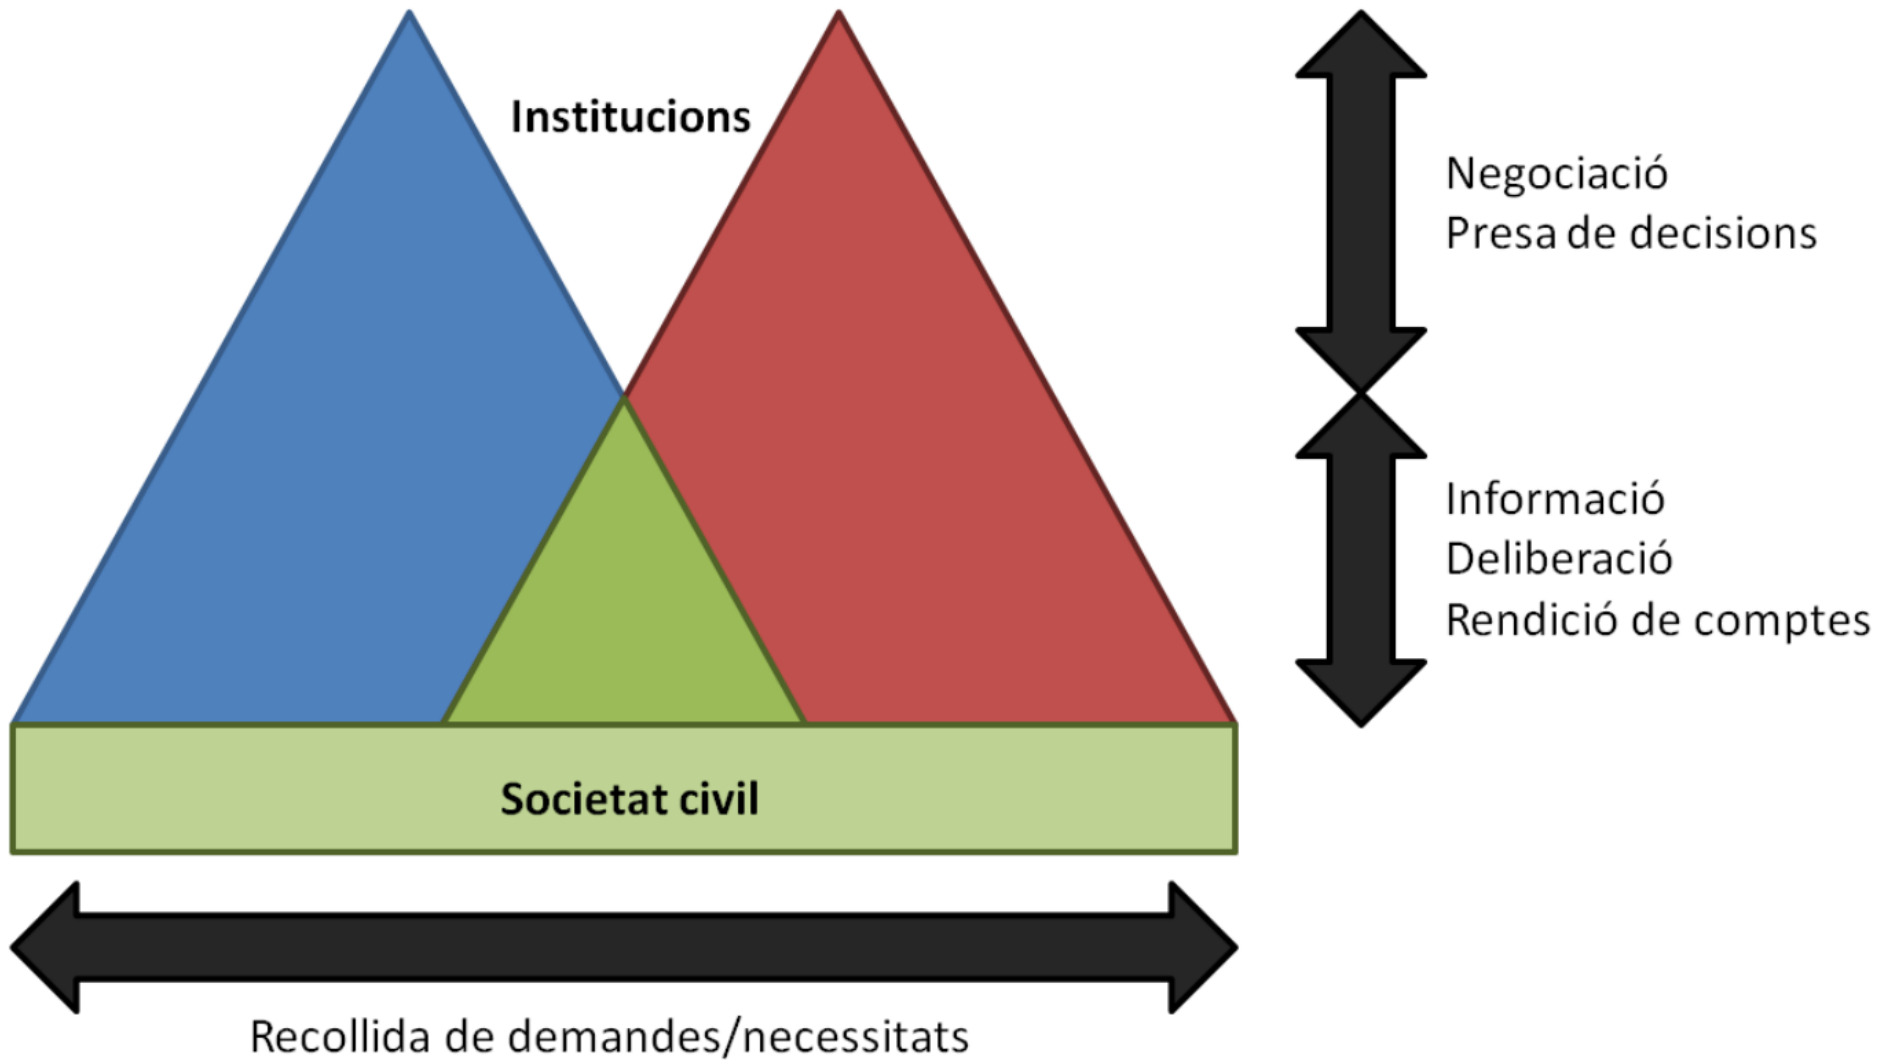 Institucions
Negociació
Presa de decisions
Informació
Deliberació
Rendició de comptes
Societat civil
Recollida de demandes/necessitats